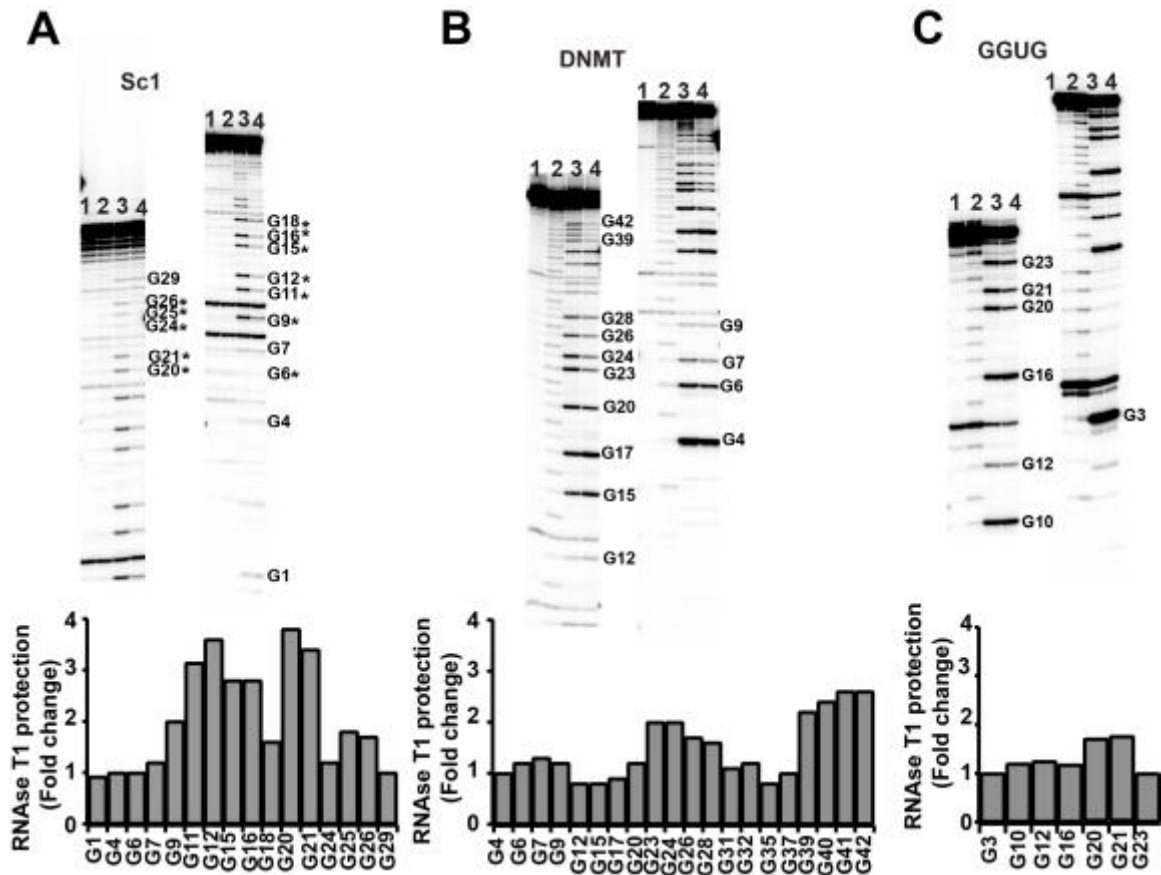 A
Sc1
1 2 3 4
G29
G26*
G25*
G24*
G21*
G20*
1 2 3 4
G18*
G16*
G15*
G12*
G11*
G9*
G7
G6*
G4
G1
RNAse T1 protection
(Fold change)
4
3
2
1
0
G1 G4 G6 G7 G9 G11 G12 G15 G16 G18 G20 G21 G24 G25 G26 G29
B
DNMT
1 2 3 4
G42
G39
G28
G26
G24
G23
G20
G17
G15
G12
1 2 3 4
G9
G7
G6
G4
RNAse T1 protection
(Fold change)
4
3
2
1
0
G4 G6 G7 G9 G12 G15 G17 G20 G23 G24 G26 G28 G31 G32 G35 G37 G39 G40 G41 G42
C
GGUG
1 2 3 4
G23
G21
G20
G16
G12
G10
1 2 3 4
G3
RNAse T1 protection
(Fold change)
4
3
2
1
0
G3 G10 G12 G16 G20 G21 G23